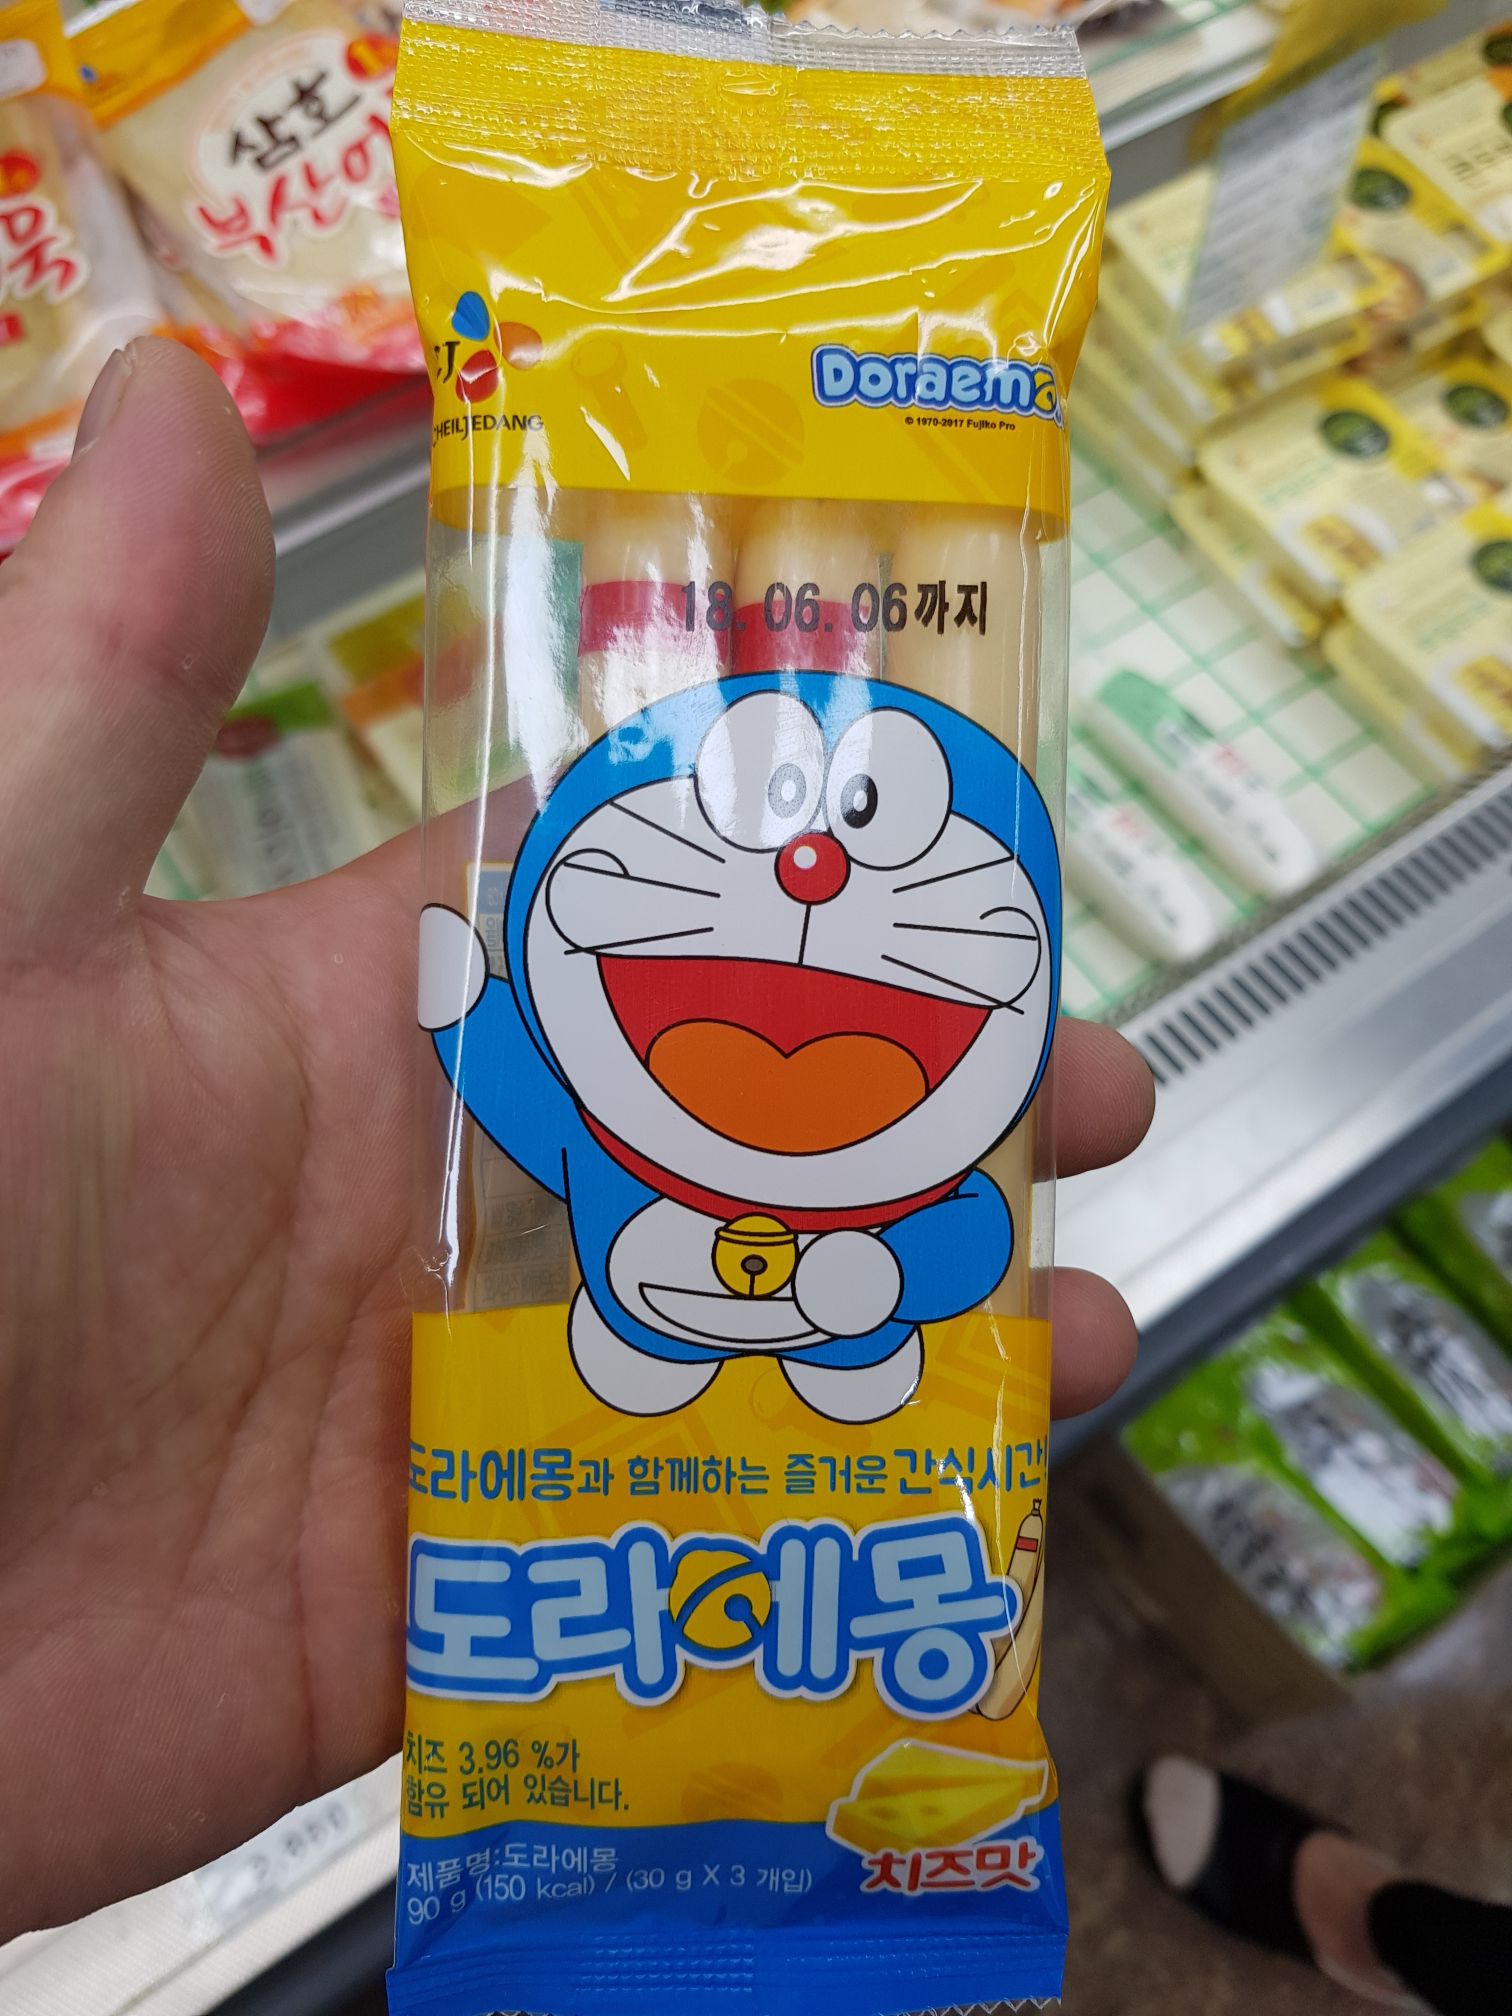 삼호
부산어
묵
CJ
CHEILJEDANG
Doraemo
© 1970-2017 Fujiko Pro
18. 06. 06까지
도라에몽과 함께하는 즐거운 간식시간!
도라에몽
치즈 3.96 %가
함유 되어 있습니다.
치즈맛
제품명:도라에몽
90 g (150 kcal) / (30 g X 3 개입)